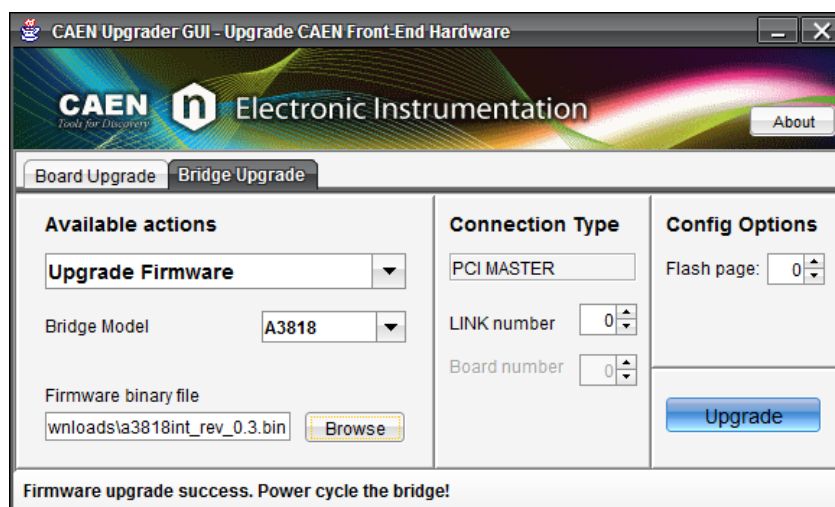 CAEN Upgrader GUI - Upgrade CAEN Front-End Hardware
CAEN n Electronic Instrumentation
Tools for Discovery
About
Board Upgrade Bridge Upgrade
Available actions
Upgrade Firmware
Bridge Model A3818
Firmware binary file
wnloads\a3818int_rev_0.3.bin Browse
Connection Type
PCI MASTER
LINK number 0
Board number 0
Config Options
Flash page: 0
Upgrade
Firmware upgrade success. Power cycle the bridge!